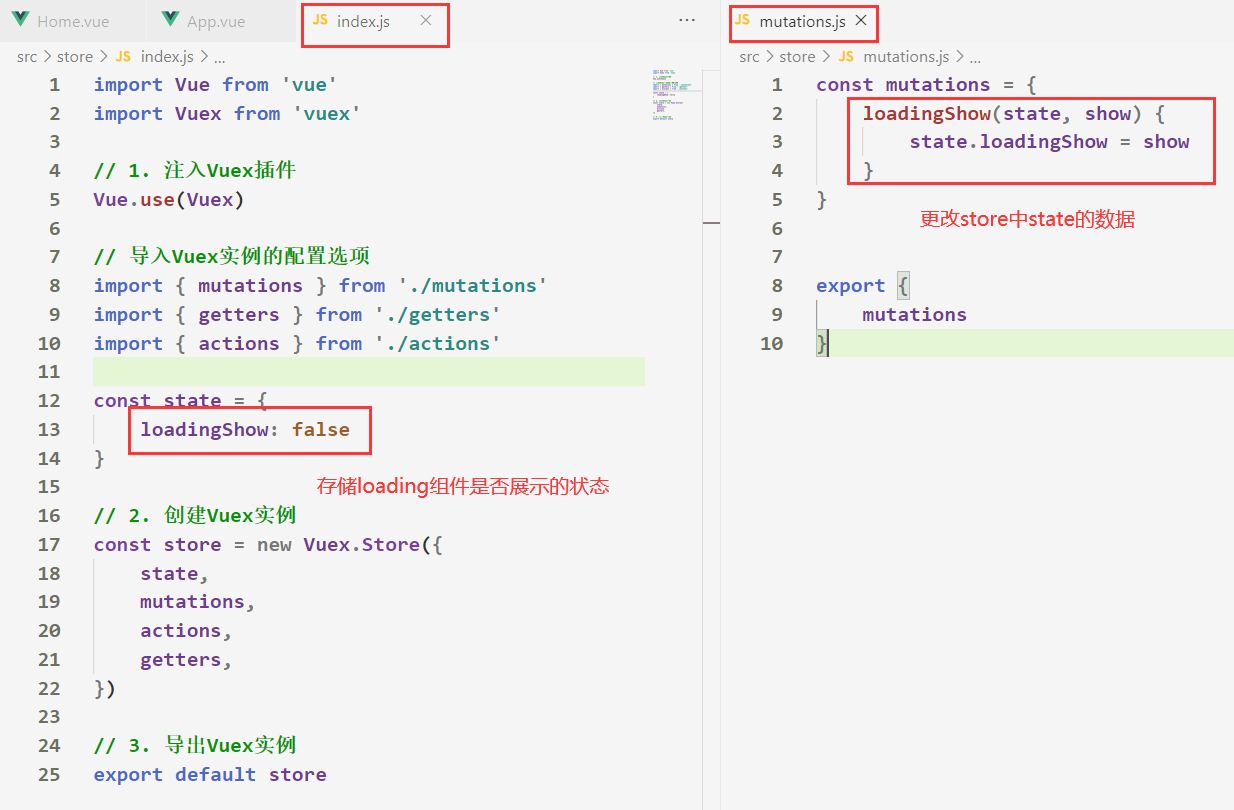 Home.vue
App.vue
JS index.js ×
...
src > store > JS index.js > ...
1 import Vue from 'vue'
2 import Vuex from 'vuex'
3
4 // 1. 注入Vuex插件
5 Vue.use(Vuex)
6
7 // 导入Vuex实例的配置选项
8 import { mutations } from './mutations'
9 import { getters } from './getters'
10 import { actions } from './actions'
11
12 const state = {
13 loadingShow: false
14 }
存储loading组件是否展示的状态
15
16 // 2. 创建Vuex实例
17 const store = new Vuex.Store({
18 state,
19 mutations,
20 actions,
21 getters,
22 })
23
24 // 3. 导出Vuex实例
25 export default store
JS mutations.js ×
src > store > JS mutations.js > ...
1 const mutations = {
2 loadingShow(state, show) {
3 state.loadingShow = show
4 }
5 }
更改store中state的数据
6
7
8 export {
9 mutations
10 }